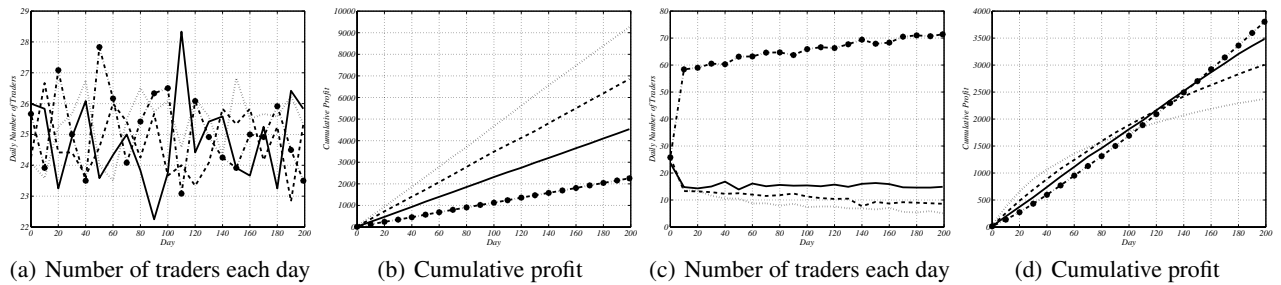 29
28
27
26
25
24
23
22
Daily Number of Traders
0 20 40 60 80 100 120 140 160 180 200
Day
(a) Number of traders each day
10000
9000
8000
7000
6000
5000
4000
3000
2000
1000
0
Cumulative Profit
0 20 40 60 80 100 120 140 160 180 200
Day
(b) Cumulative profit
80
70
60
50
40
30
20
10
0
Daily Number of Traders
0 20 40 60 80 100 120 140 160 180 200
Day
(c) Number of traders each day
4000
3500
3000
2500
2000
1500
1000
500
0
Cumulative Profit
0 20 40 60 80 100 120 140 160 180 200
Day
(d) Cumulative profit